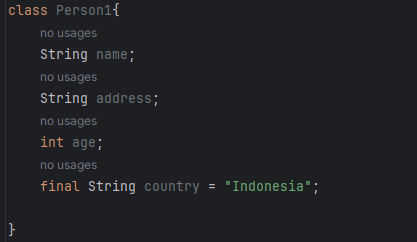 class Person1{
no usages
String name;
no usages
String address;
no usages
int age;
no usages
final String country = "Indonesia";
}